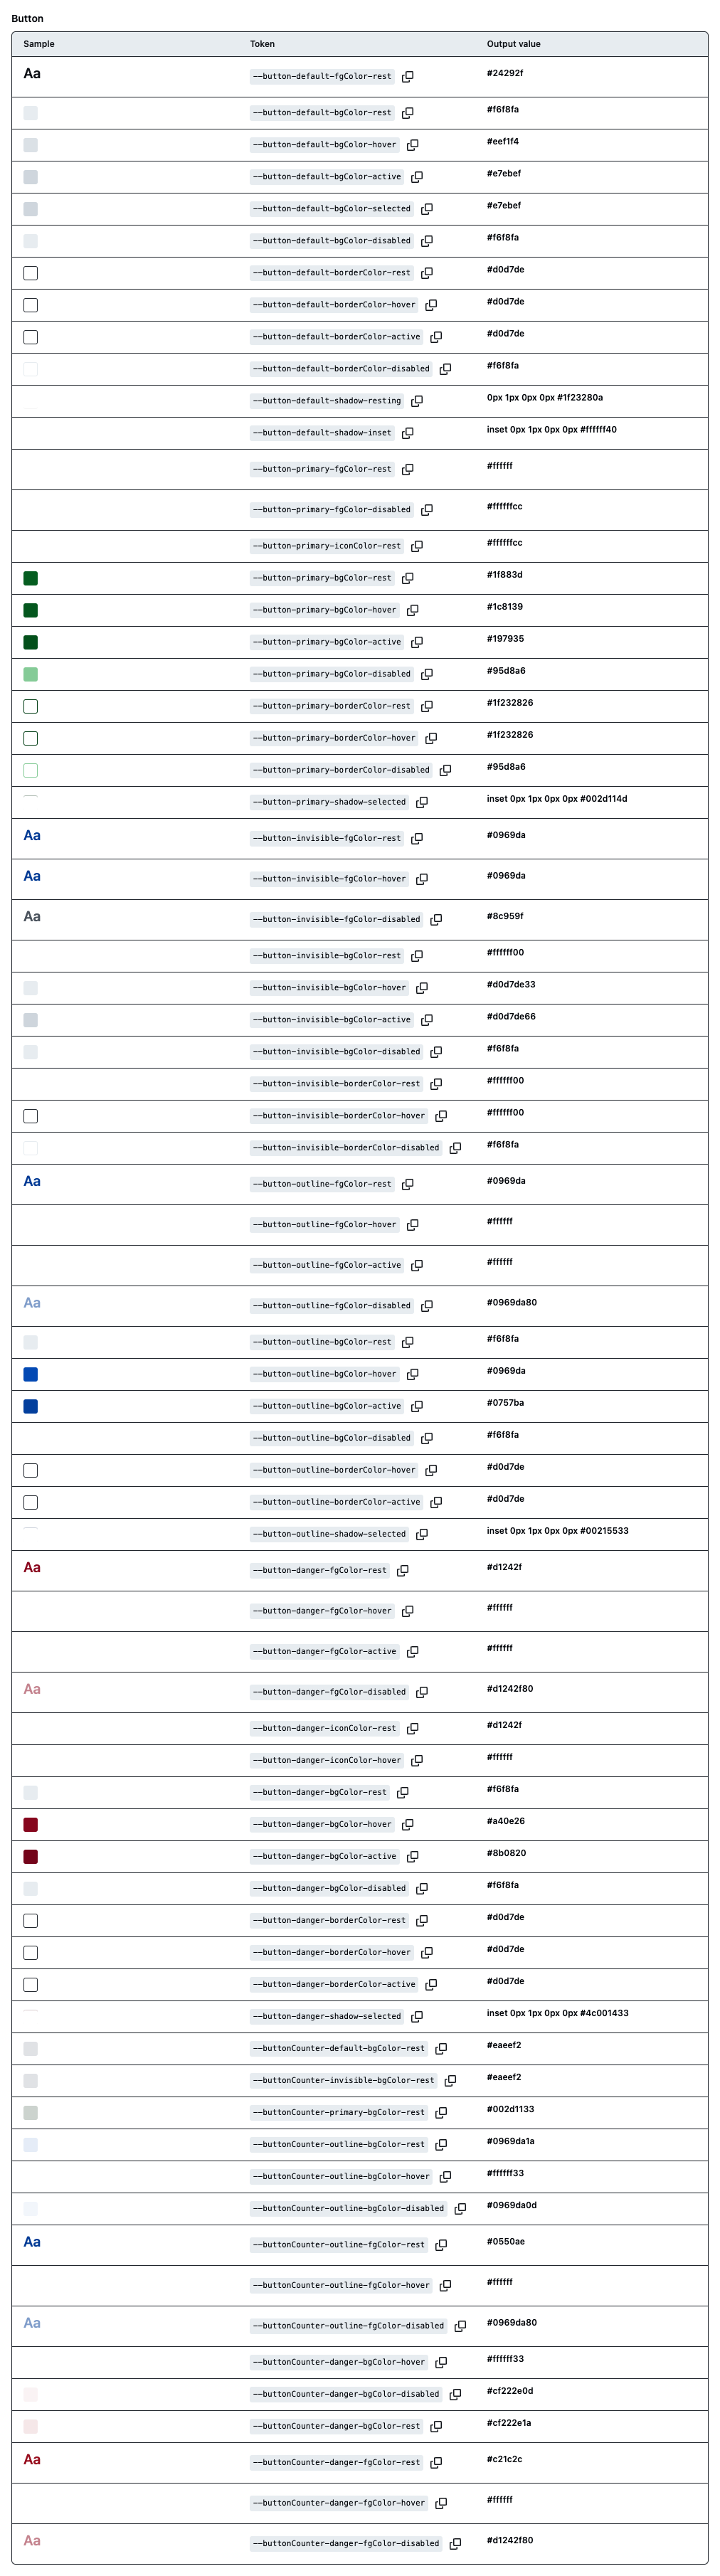 Button
Sample Token Output value
Aa --button-default-fgColor-rest #24292f
--button-default-bgColor-rest #f6f8fa
--button-default-bgColor-hover #eef1f4
--button-default-bgColor-active #e7ebef
--button-default-bgColor-selected #e7ebef
--button-default-bgColor-disabled #f6f8fa
--button-default-borderColor-rest #d0d7de
--button-default-borderColor-hover #d0d7de
--button-default-borderColor-active #d0d7de
--button-default-borderColor-disabled #f6f8fa
--button-default-shadow-resting 0px 1px 0px 0px #1f23280a
--button-default-shadow-inset inset 0px 1px 0px 0px #ffffff40
--button-primary-fgColor-rest #ffffff
--button-primary-fgColor-disabled #ffffffcc
--button-primary-iconColor-rest #ffffffcc
--button-primary-bgColor-rest #1f883d
--button-primary-bgColor-hover #1c8139
--button-primary-bgColor-active #197935
--button-primary-bgColor-disabled #95d8a6
--button-primary-borderColor-rest #1f232826
--button-primary-borderColor-hover #1f232826
--button-primary-borderColor-disabled #95d8a6
--button-primary-shadow-selected inset 0px 1px 0px 0px #002d114d
Aa --button-invisible-fgColor-rest #0969da
Aa --button-invisible-fgColor-hover #0969da
Aa --button-invisible-fgColor-disabled #8c959f
--button-invisible-bgColor-rest #ffffff00
--button-invisible-bgColor-hover #d0d7de33
--button-invisible-bgColor-active #d0d7de66
--button-invisible-bgColor-disabled #f6f8fa
--button-invisible-borderColor-rest #ffffff00
--button-invisible-borderColor-hover #ffffff00
--button-invisible-borderColor-disabled #f6f8fa
Aa --button-outline-fgColor-rest #0969da
--button-outline-fgColor-hover #ffffff
--button-outline-fgColor-active #ffffff
Aa --button-outline-fgColor-disabled #0969da80
--button-outline-bgColor-rest #f6f8fa
--button-outline-bgColor-hover #0969da
--button-outline-bgColor-active #0757ba
--button-outline-bgColor-disabled #f6f8fa
--button-outline-borderColor-hover #d0d7de
--button-outline-borderColor-active #d0d7de
--button-outline-shadow-selected inset 0px 1px 0px 0px #00215533
Aa --button-danger-fgColor-rest #d1242f
--button-danger-fgColor-hover #ffffff
--button-danger-fgColor-active #ffffff
Aa --button-danger-fgColor-disabled #d1242f80
--button-danger-iconColor-rest #d1242f
--button-danger-iconColor-hover #ffffff
--button-danger-bgColor-rest #f6f8fa
--button-danger-bgColor-hover #a40e26
--button-danger-bgColor-active #8b0820
--button-danger-bgColor-disabled #f6f8fa
--button-danger-borderColor-rest #d0d7de
--button-danger-borderColor-hover #d0d7de
--button-danger-borderColor-active #d0d7de
--button-danger-shadow-selected inset 0px 1px 0px 0px #4c001433
--buttonCounter-default-bgColor-rest #eaeef2
--buttonCounter-invisible-bgColor-rest #eaeef2
--buttonCounter-primary-bgColor-rest #002d1133
--buttonCounter-outline-bgColor-rest #0969da1a
--buttonCounter-outline-bgColor-hover #ffffff33
--buttonCounter-outline-bgColor-disabled #0969da0d
Aa --buttonCounter-outline-fgColor-rest #0550ae
--buttonCounter-outline-fgColor-hover #ffffff
Aa --buttonCounter-outline-fgColor-disabled #0969da80
--buttonCounter-danger-bgColor-hover #ffffff33
--buttonCounter-danger-bgColor-disabled #cf222e0d
--buttonCounter-danger-bgColor-rest #cf222e1a
Aa --buttonCounter-danger-fgColor-rest #c21c2c
--buttonCounter-danger-fgColor-hover #ffffff
Aa --buttonCounter-danger-fgColor-disabled #d1242f80